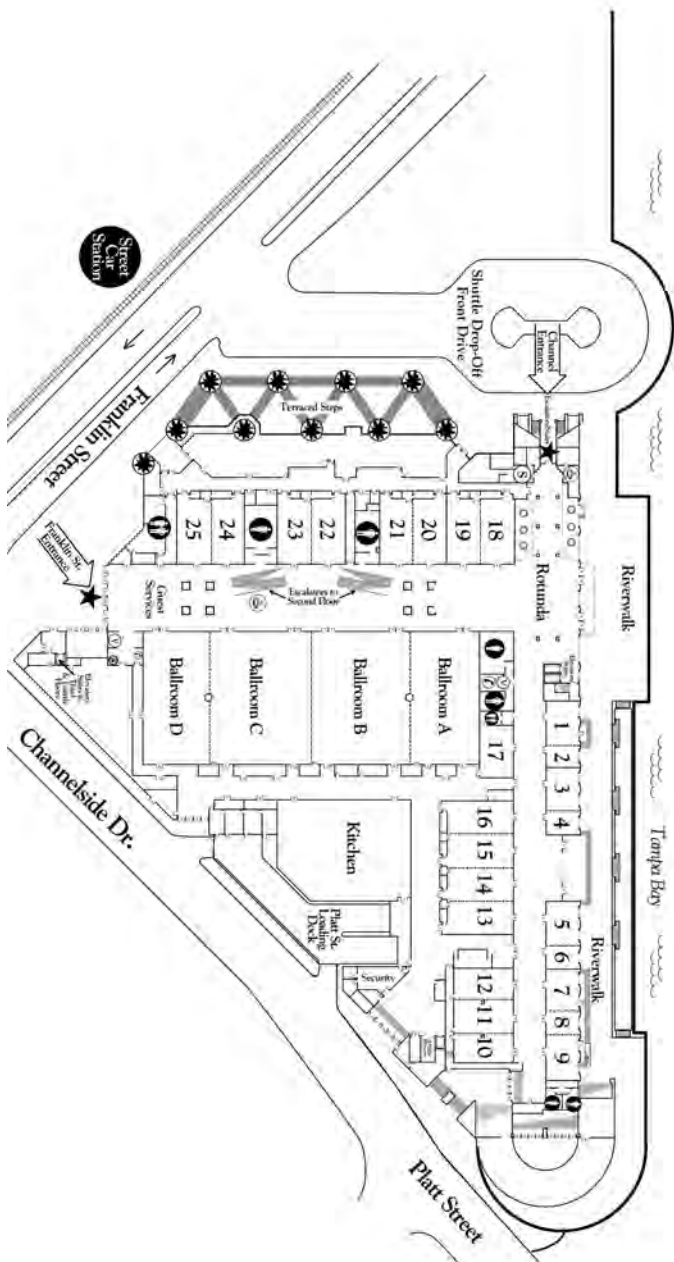 Street
Car
Station
Franklin Street
Franklin St.
Entrance
Shuttle Drop-Off
Front Drive
Channel
Entrance
Terraced Steps
Riverwalk
Tampa Bay
Riverwalk
Rotunda
18
19
20
21
22
23
24
25
Escalators to
Second Floor
Guest
Services
Ballroom A
Ballroom B
Ballroom C
Ballroom D
1
2
3
4
5
6
7
8
9
10
11
12
13
14
15
16
17
Kitchen
Platt St.
Loading
Dock
Security
Channelside Dr.
Platt Street